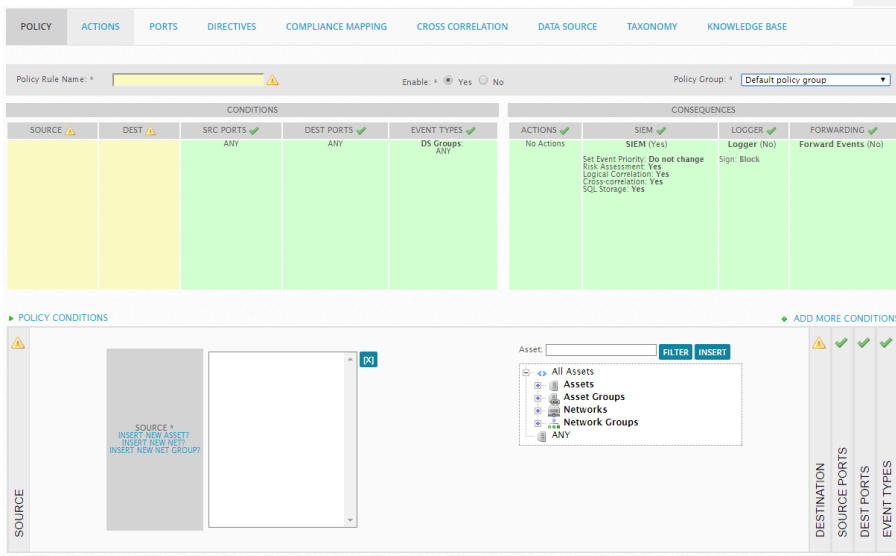 POLICY ACTIONS PORTS DIRECTIVES COMPLIANCE MAPPING CROSS CORRELATION DATA SOURCE TAXONOMY KNOWLEDGE BASE
Policy Rule Name: * Enable: * Yes No Policy Group: * Default policy group
CONDITIONS CONSEQUENCES
SOURCE DEST SRC PORTS DEST PORTS EVENT TYPES ACTIONS SIEM LOGGER FORWARDING
ANY ANY DS Groups: No Actions SIEM (Yes) Logger (No) Forward Events (No)
ANY
Set Event Priority: Do not change Sign: Block
Risk Assessment: Yes
Logical Correlation: Yes
Cross-correlation: Yes
SQL Storage: Yes
POLICY CONDITIONS ADD MORE CONDITIONS
Asset: FILTER INSERT
[X]
All Assets
Assets
Asset Groups
Networks
Network Groups
ANY
SOURCE *
INSERT NEW ASSET?
INSERT NEW NET?
INSERT NEW NET GROUP?
SOURCE
DESTINATION
SOURCE PORTS
DEST PORTS
EVENT TYPES